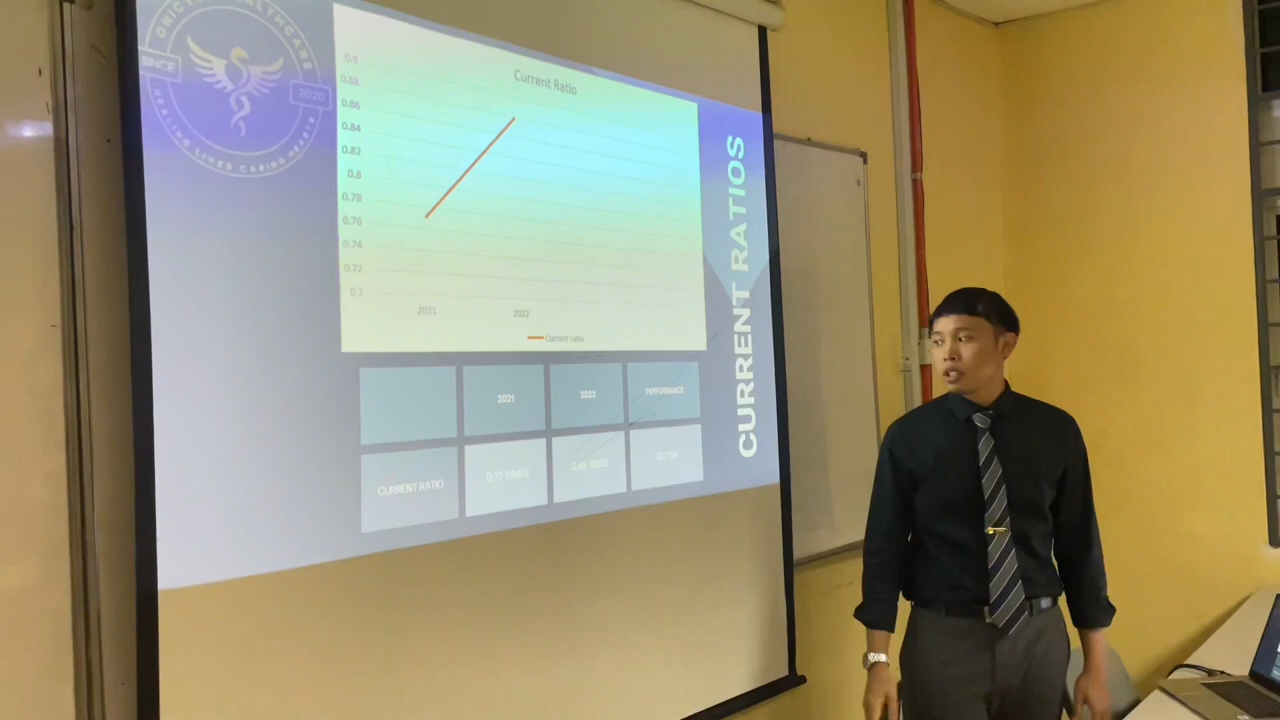 HEALTHCARE
SINCE
2020
HEALING LIVES CARING HEARTS
Current Ratio
0.9
0.88
0.86
0.84
0.82
0.8
0.78
0.76
0.74
0.72
0.7
2021
2022
Current ratio
CURRENT RATIOS
2021
2022
PERFORMANCE
CURRENT RATIO
0.77 TIMES
TIMES